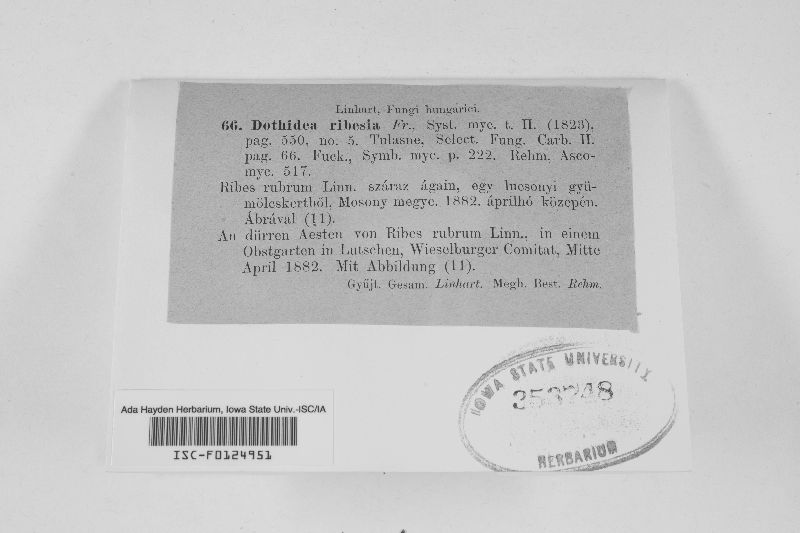 Linhart, Fungi hungarici.
66. Dothidea ribesia Fr., Syst. myc. t. II. (1823),
pag. 550, no. 5. Tulasne, Select. Fung. Carb. II.
pag. 66. Fuck., Symb. myc. p. 222. Rehm, Asco-
myc. 517.
Ribes rubrum Linn. száraz ágain, egy lucsonyi gyü-
mölcskertből, Mosony megye. 1882. áprilhó közepén.
Ábrával (11).
An dürren Aesten von Ribes rubrum Linn., in einem
Obstgarten in Lutschen, Wieselburger Comitat, Mitte
April 1882. Mit Abbildung (11).
Gyüjt. Gesam. Linhart. Megh. Best. Rehm.
IOWA STATE UNIVERSITY
353248
HERBARIUM
Ada Hayden Herbarium, Iowa State Univ.-ISC/IA
ISC-F0124951